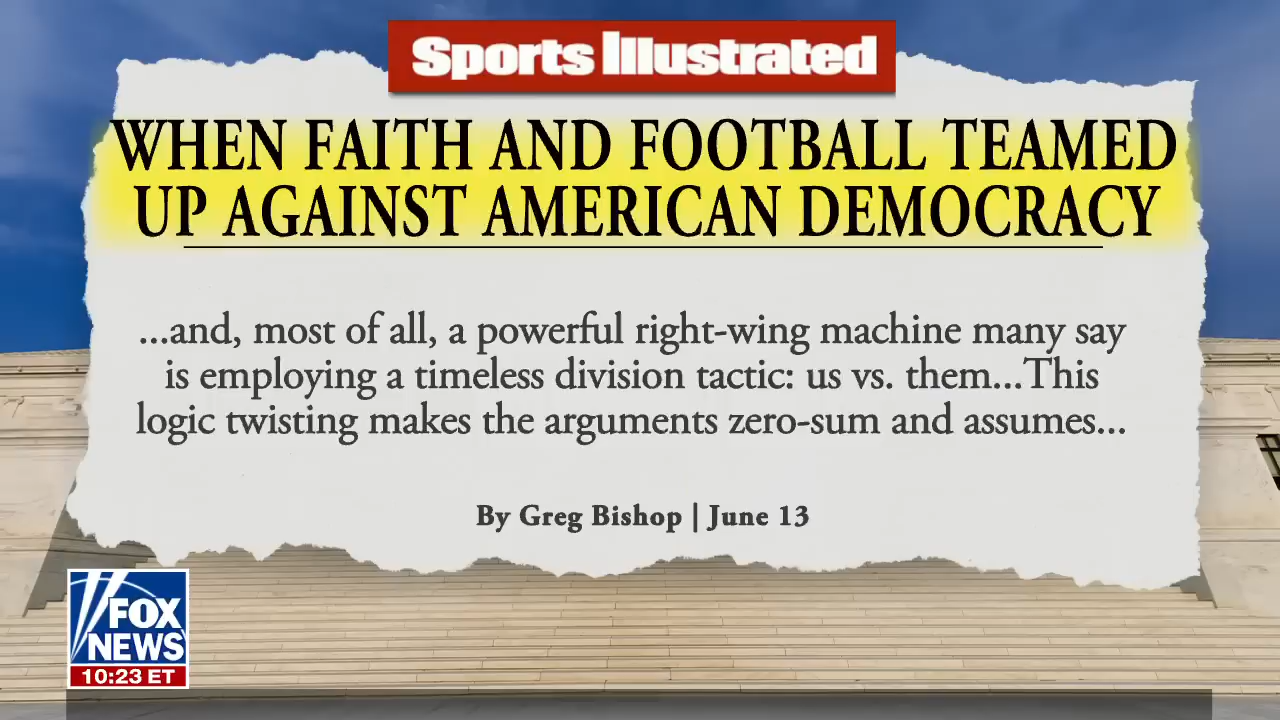 Sports Illustrated
WHEN FAITH AND FOOTBALL TEAMED
UP AGAINST AMERICAN DEMOCRACY
...and, most of all, a powerful right-wing machine many say
is employing a timeless division tactic: us vs. them...This
logic twisting makes the arguments zero-sum and assumes...
By Greg Bishop | June 13
FOX
NEWS
10:23 ET